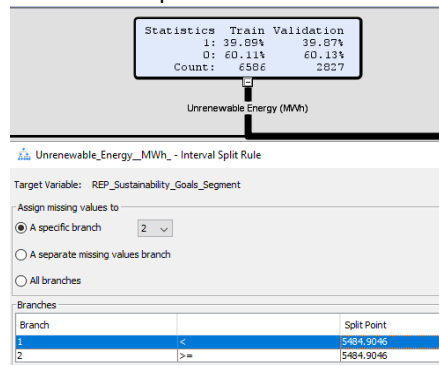 Statistics Train Validation
1: 39.89% 39.87%
0: 60.11% 60.13%
Count: 6586 2827
Unrenewable Energy (MWh)
Unrenewable_Energy__MWh_ - Interval Split Rule
Target Variable: REP_Sustainability_Goals_Segment
Assign missing values to
A specific branch 2
A separate missing values branch
All branches
Branches
Branch Split Point
1 < 5484.9046
2 >= 5484.9046